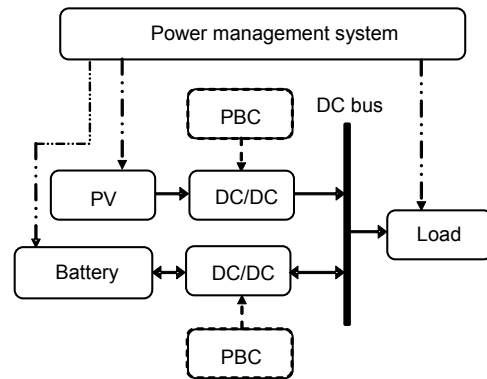 Power management system
DC bus
PBC
PV
DC/DC
Load
Battery
DC/DC
PBC